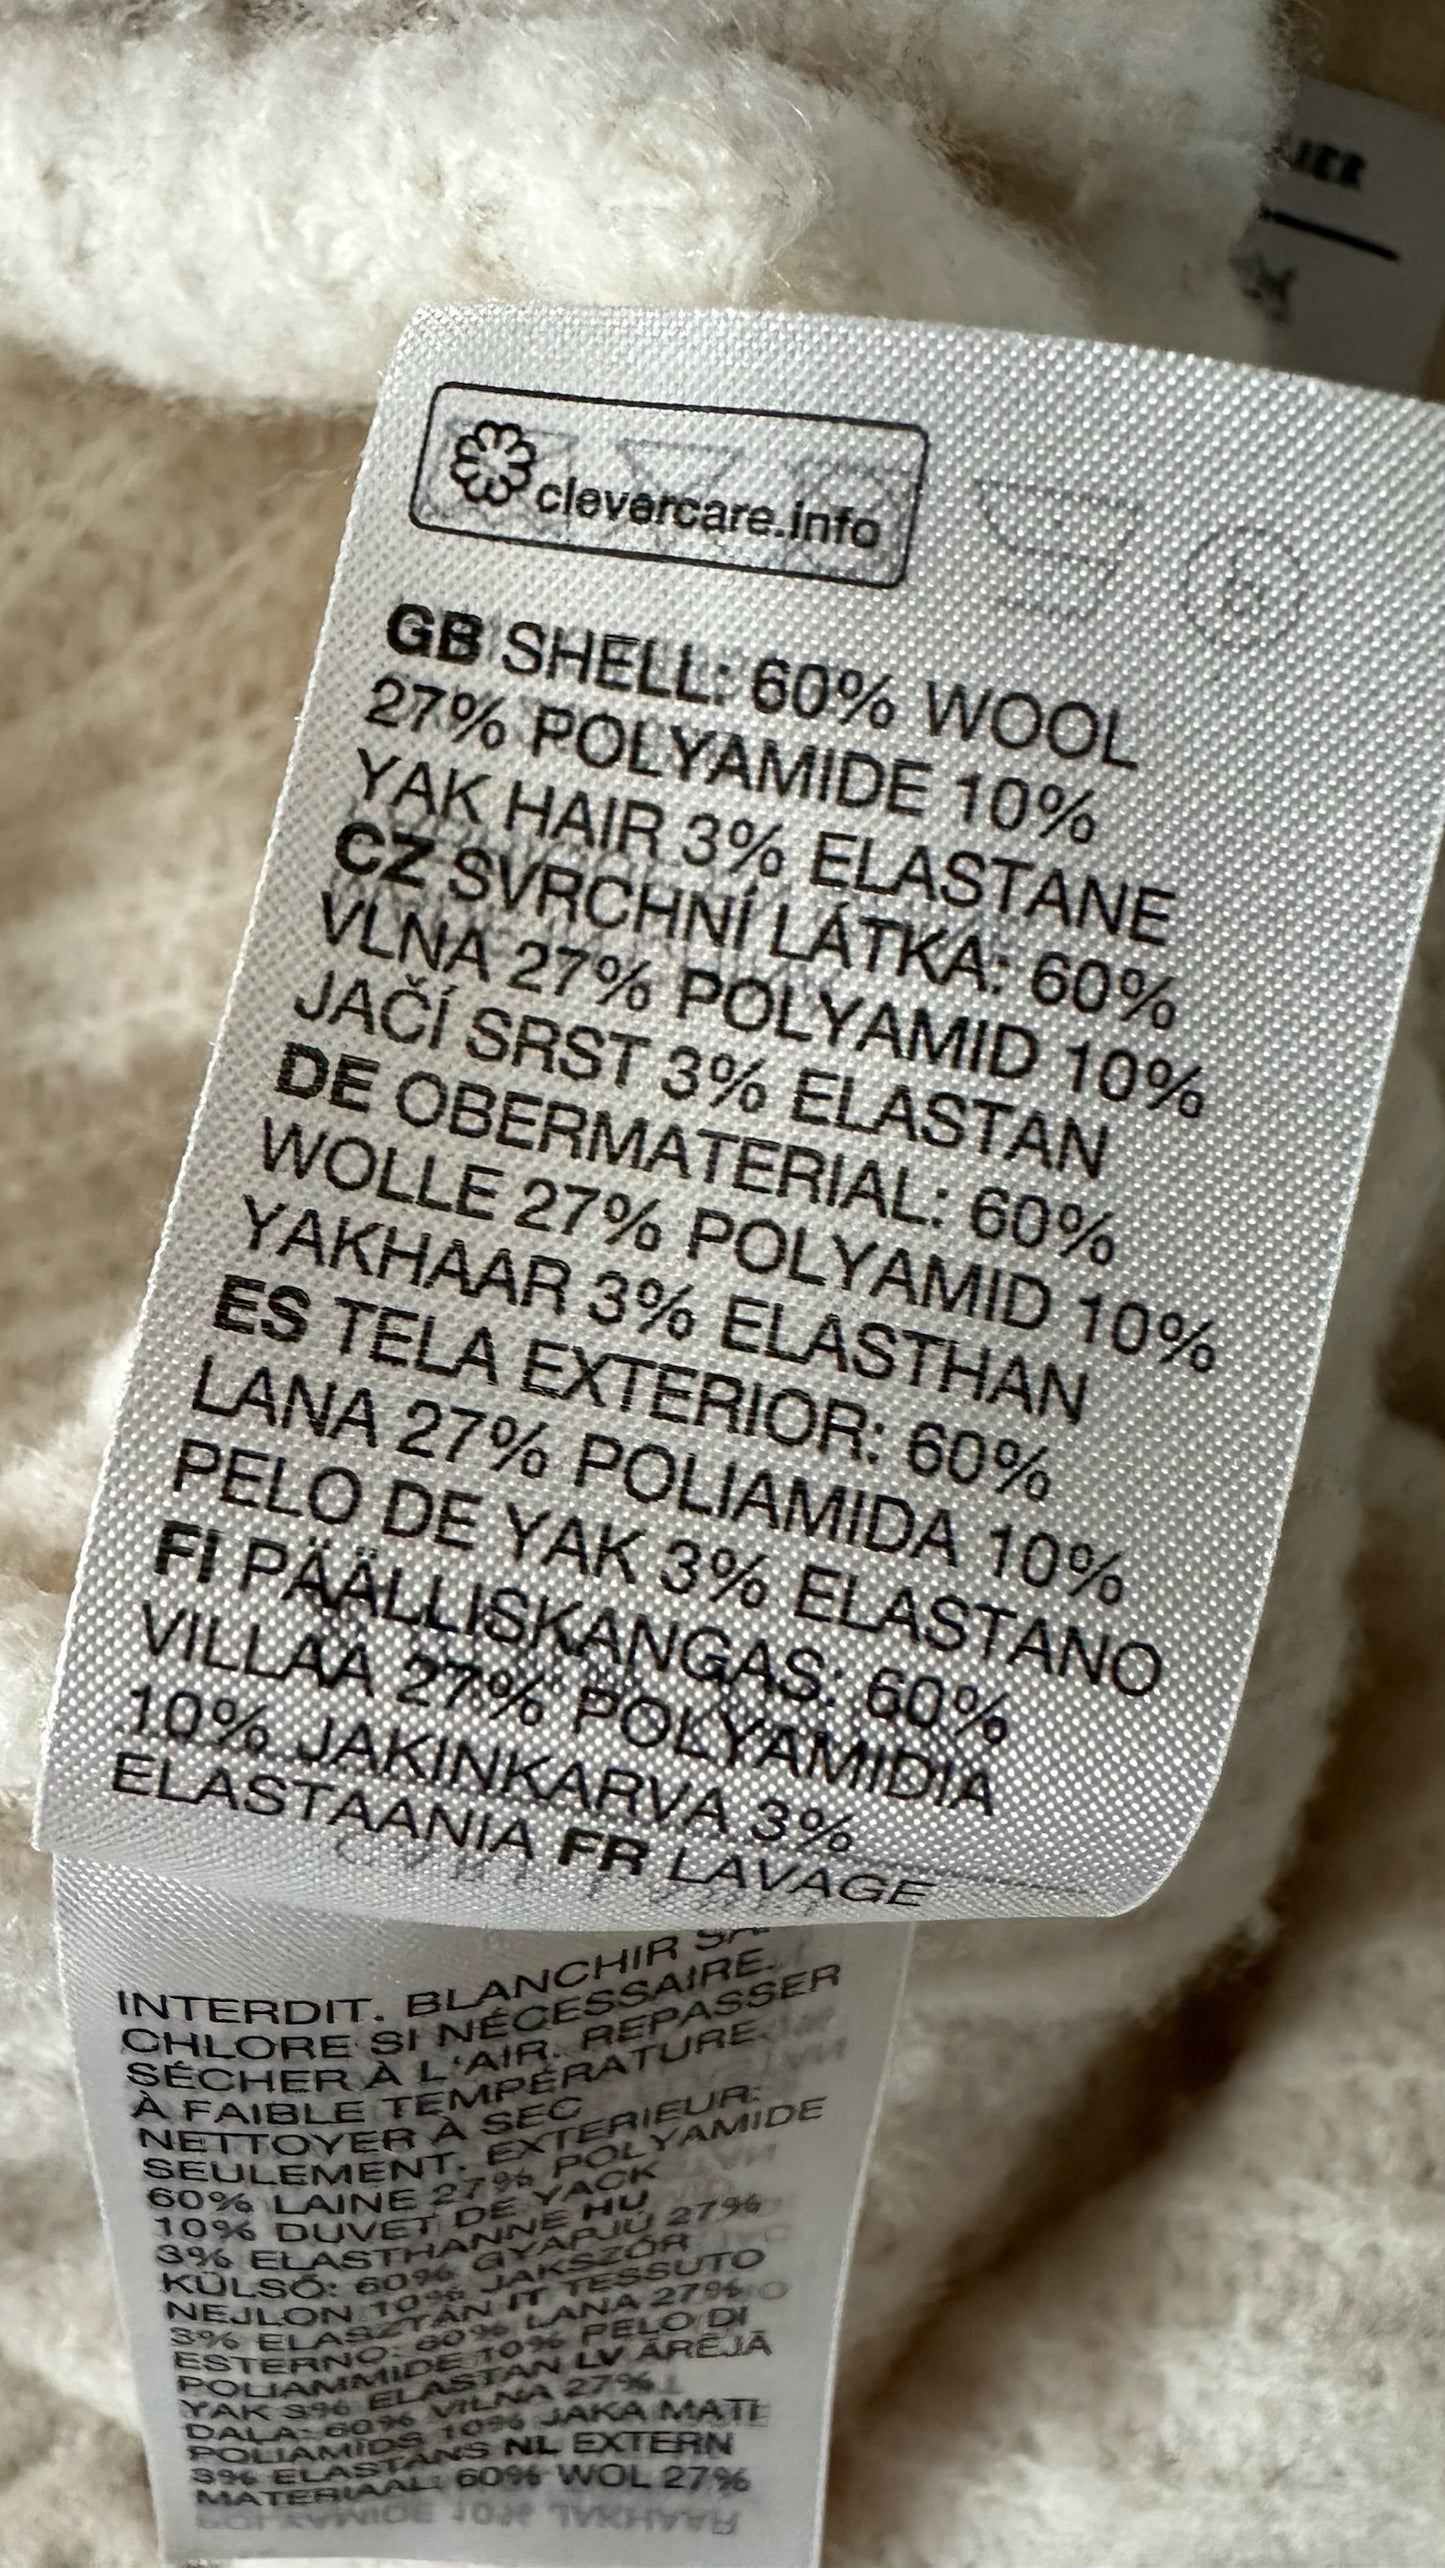 clevercare.info
GB SHELL: 60% WOOL
27% POLYAMIDE 10%
YAK HAIR 3% ELASTANE
CZ SVRCHNÍ LÁTKA: 60%
VLNA 27% POLYAMID 10%
JAČÍ SRST 3% ELASTAN
DE OBERMATERIAL: 60%
WOLLE 27% POLYAMID 10%
YAKHAAR 3% ELASTHAN
ES TELA EXTERIOR: 60%
LANA 27% POLIAMIDA 10%
PELO DE YAK 3% ELASTANO
FI PÄÄLLISKANGAS: 60%
VILLAA 27% POLYAMIDIA
10% JAKINKARVA 3%
ELASTAANIA FR LAVAGE
INTERDIT. BLANCHIR
CHLORE SI NÉCESSAIRE.
SÉCHER À L'AIR. REPASSER
À FAIBLE TEMPÉRATURE
NETTOYER À SEC
SEULEMENT. EXTERIEUR:
60% LAINE 27% POLYAMIDE
10% DUVET DE YACK
3% ELASTHANNE HU
KÜLSŐ: 60% GYAPJÚ 27%
NEJLON 10% JAKSZŐR
3% ELASZTÁN IT TESSUTO
ESTERNO: 60% LANA 27%
POLIAMMIDE 10% PELO DI
YAK 3% ELASTAN LV ĀRĒJĀ
DAĻA: 60% VILNA 27%
POLIAMĪDS 10% JAKA MATI
3% ELASTĀNS NL EXTERN
MATERIAAL: 60% WOL 27%